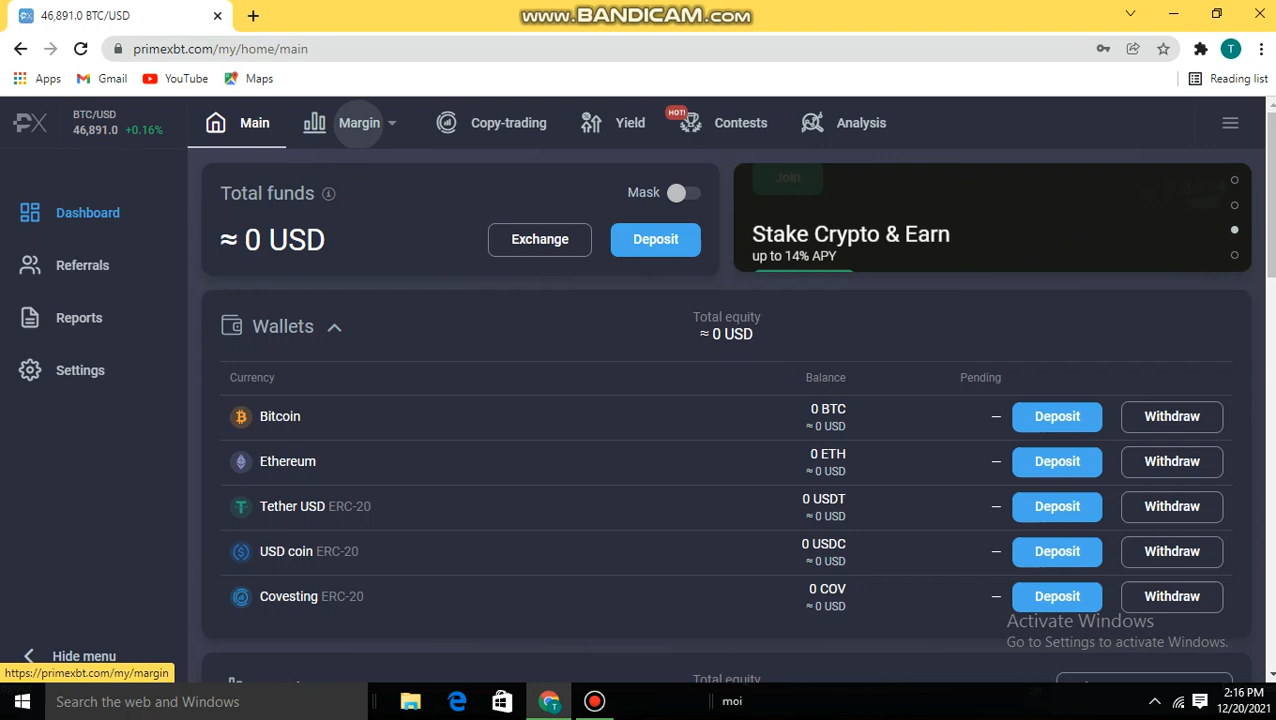 46,891.0 BTC/USD
www.BANDICAM.com
primexbt.com/my/home/main
T
Apps
Gmail
YouTube
Maps
Reading list
BTC/USD
46,891.0 +0.16%
Main
Margin
Copy-trading
Yield
HOT!
Contests
Analysis
Dashboard
Referrals
Reports
Settings
Hide menu
Total funds
Mask
≈ 0 USD
Exchange
Deposit
Join
Stake Crypto & Earn
up to 14% APY
Wallets
Total equity
≈ 0 USD
Currency Balance Pending
Bitcoin 0 BTC – Deposit Withdraw
≈ 0 USD
Ethereum 0 ETH – Deposit Withdraw
≈ 0 USD
Tether USD ERC-20 0 USDT – Deposit Withdraw
≈ 0 USD
USD coin ERC-20 0 USDC – Deposit Withdraw
≈ 0 USD
Covesting ERC-20 0 COV – Deposit Withdraw
≈ 0 USD
Activate Windows
Go to Settings to activate Windows.
Total equity
https://primexbt.com/my/margin
Search the web and Windows
moi
2:16 PM
12/20/2021